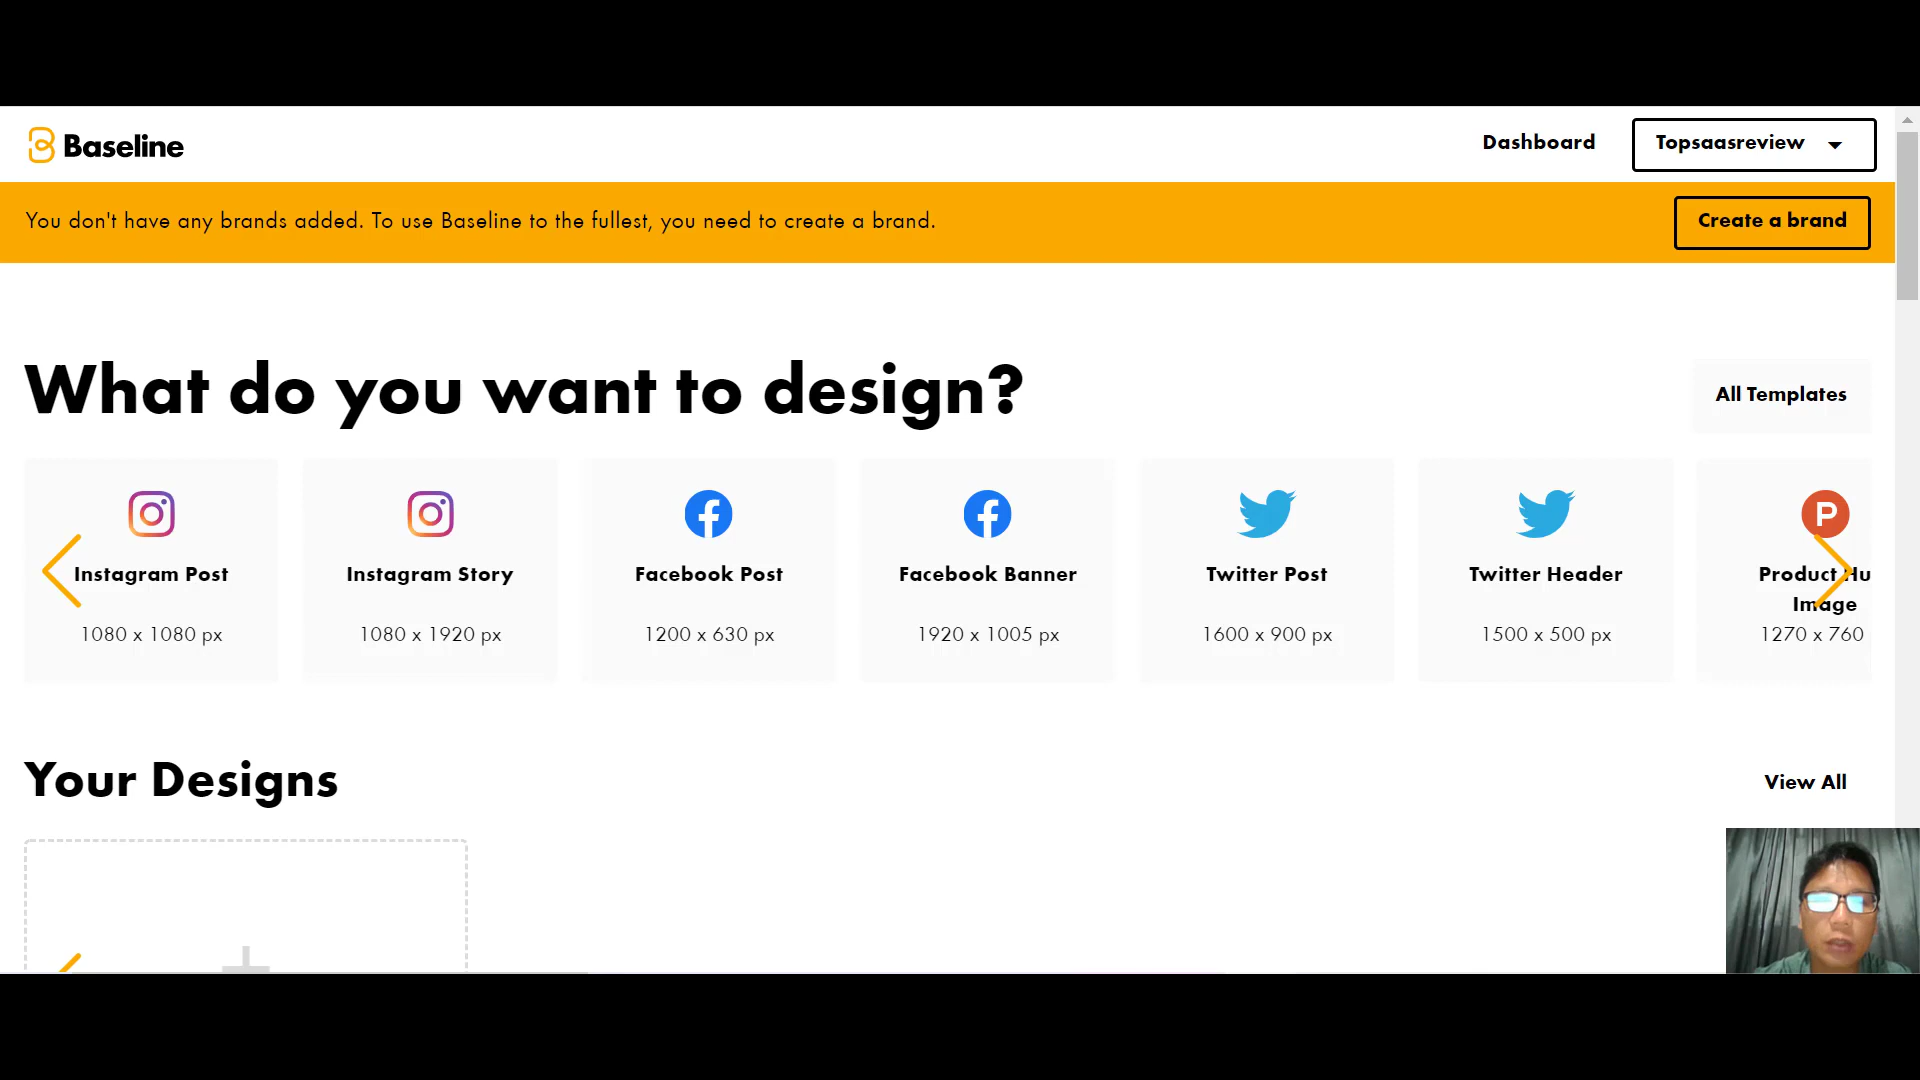 Baseline
Dashboard
Topsaasreview
You don't have any brands added. To use Baseline to the fullest, you need to create a brand.
Create a brand
What do you want to design?
All Templates
Instagram Post
1080 x 1080 px
Instagram Story
1080 x 1920 px
Facebook Post
1200 x 630 px
Facebook Banner
1920 x 1005 px
Twitter Post
1600 x 900 px
Twitter Header
1500 x 500 px
Product Hu
Image
1270 x 760
Your Designs
View All